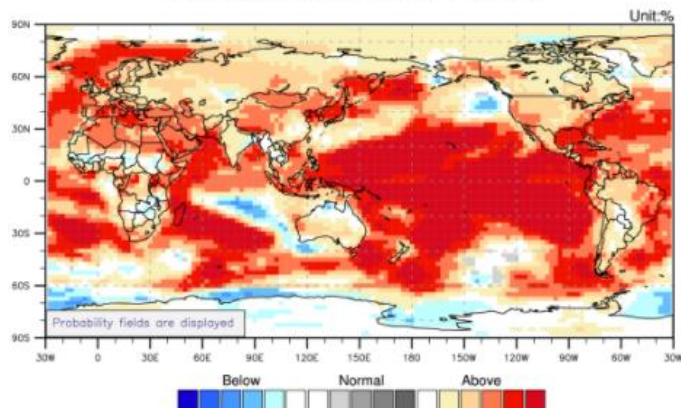 Unit:%
90N
60N
30N
0
30S
60S
Probability fields are displayed
90S
30W 0 30E 60E 90E 120E 150E 180 150W 120W 90W 60W 30W
Below Normal Above